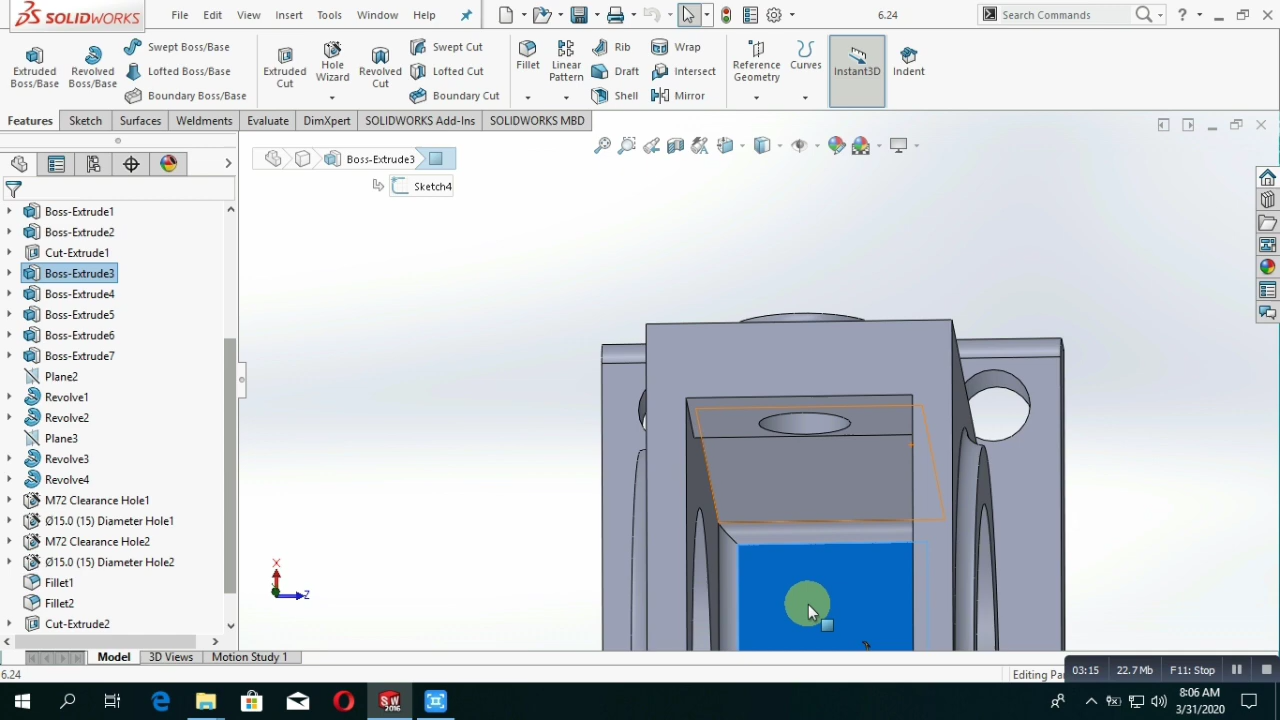 SOLIDWORKS File Edit View Insert Tools Window Help 6.24 Search Commands
Extruded Boss/Base
Revolved Boss/Base
Swept Boss/Base
Lofted Boss/Base
Boundary Boss/Base
Extruded Cut
Hole Wizard
Revolved Cut
Swept Cut
Lofted Cut
Boundary Cut
Fillet
Linear Pattern
Rib
Draft
Shell
Wrap
Intersect
Mirror
Reference Geometry
Curves
Instant3D
Indent
Features Sketch Surfaces Weldments Evaluate DimXpert SOLIDWORKS Add-Ins SOLIDWORKS MBD
Boss-Extrude3
Sketch4
Boss-Extrude1
Boss-Extrude2
Cut-Extrude1
Boss-Extrude3
Boss-Extrude4
Boss-Extrude5
Boss-Extrude6
Boss-Extrude7
Plane2
Revolve1
Revolve2
Plane3
Revolve3
Revolve4
M72 Clearance Hole1
Ø15.0 (15) Diameter Hole1
M72 Clearance Hole2
Ø15.0 (15) Diameter Hole2
Fillet1
Fillet2
Cut-Extrude2
X
Z
Model 3D Views Motion Study 1
6.24 Editing Pa
03:15 22.7 Mb F11: Stop
SW 2016
8:06 AM
3/31/2020